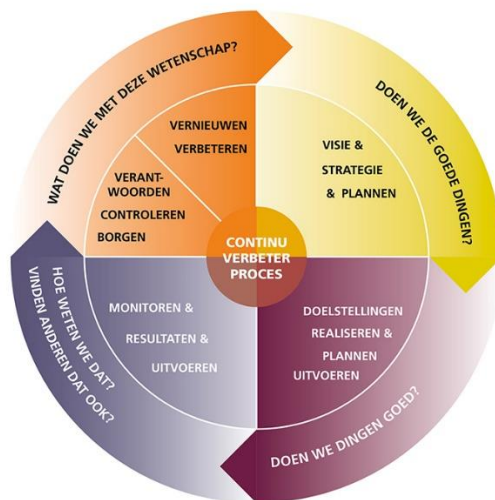 WAT DOEN WE MET DEZE WETENSCHAP?
DOEN WE DE GOEDE DINGEN?
VERNIEUWEN
VERBETEREN
VERANT-
WOORDEN
CONTROLEREN
BORGEN
VISIE &
STRATEGIE
& PLANNEN
CONTINU
VERBETER
PROCES
MONITOREN &
RESULTATEN &
UITVOEREN
DOELSTELLINGEN
REALISEREN &
PLANNEN
UITVOEREN
HOE WETEN WE DAT?
VINDEN ANDEREN DAT OOK?
DOEN WE DINGEN GOED?